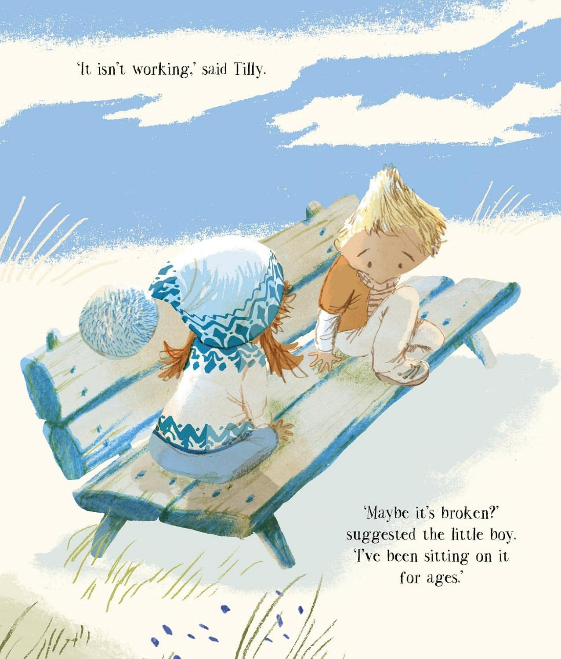 ‘It isn’t working,’ said Tilly.
‘Maybe it’s broken?’
suggested the little boy.
‘I’ve been sitting on it
for ages.’